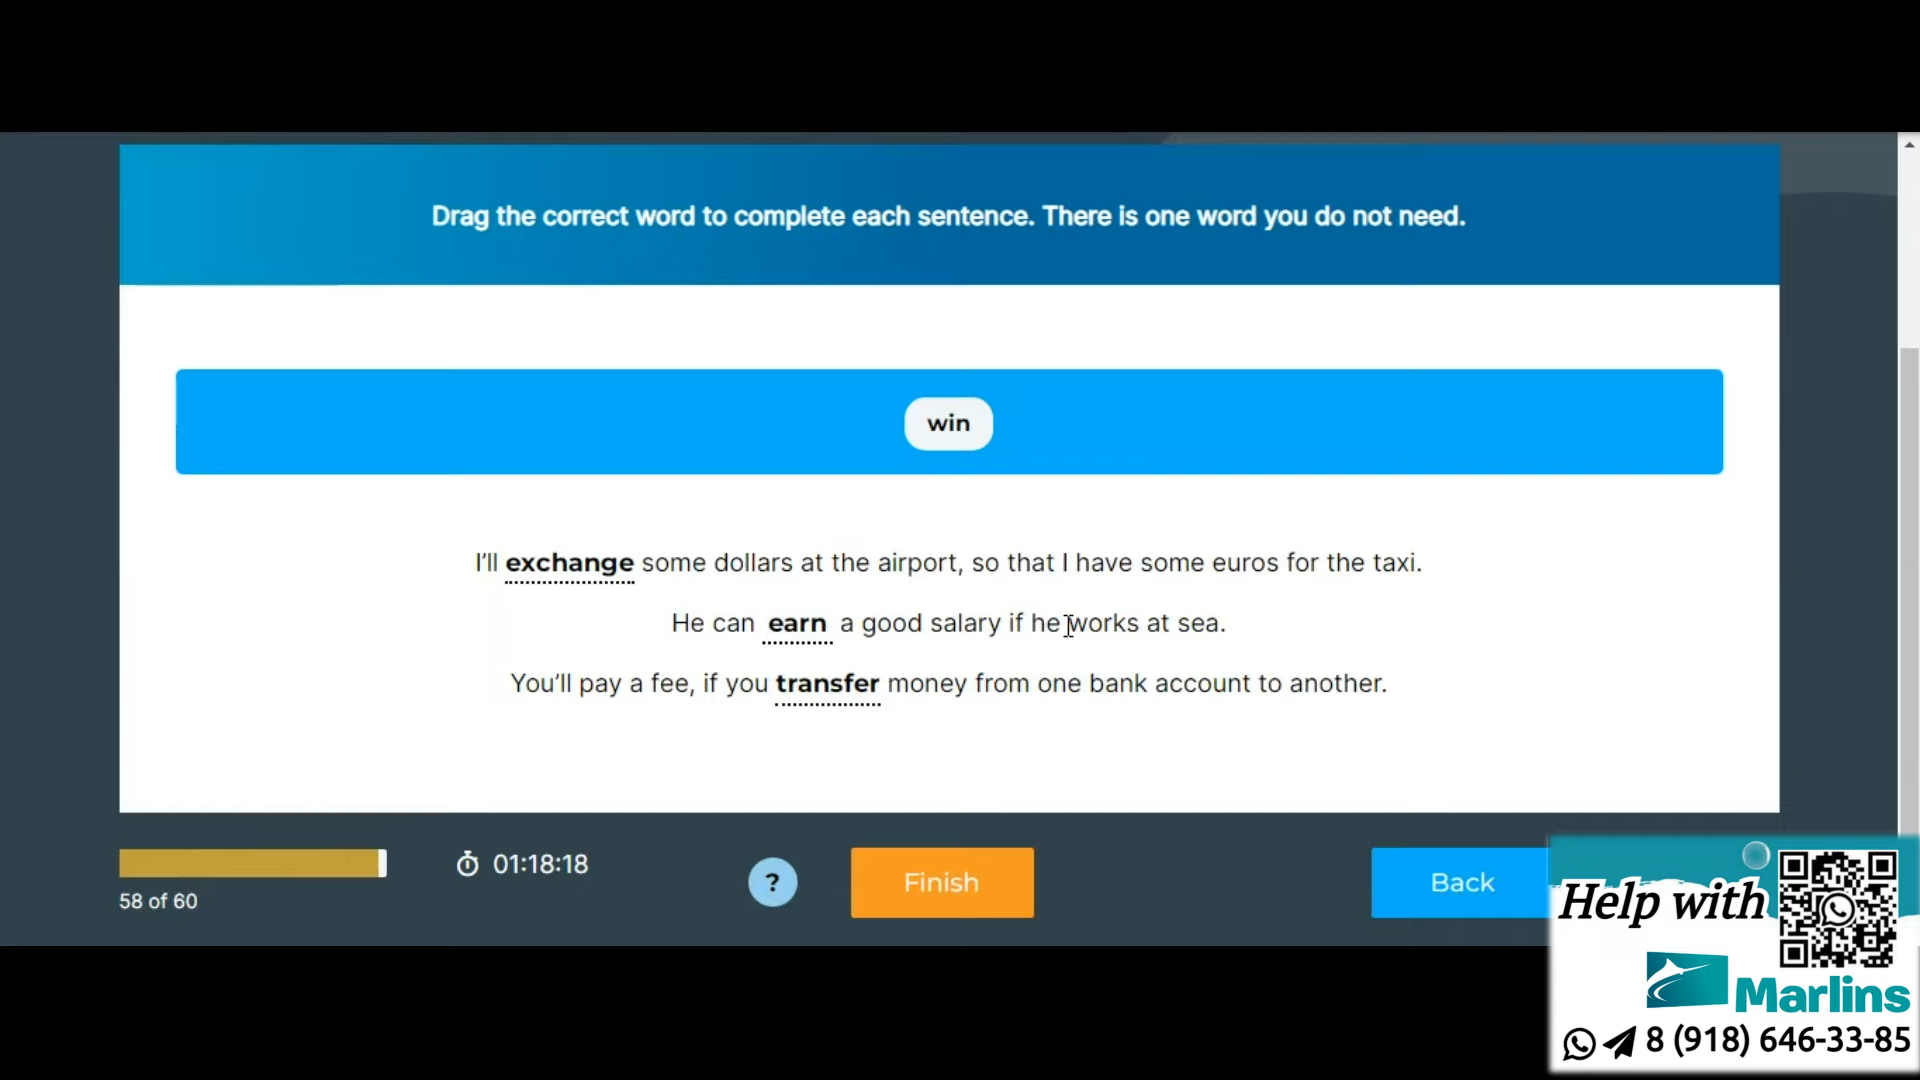 Drag the correct word to complete each sentence. There is one word you do not need.
win
I'll exchange some dollars at the airport, so that I have some euros for the taxi.
He can earn a good salary if he works at sea.
You'll pay a fee, if you transfer money from one bank account to another.
01:18:18
58 of 60
?
Finish
Back
Help with
Marlins
8 (918) 646-33-85